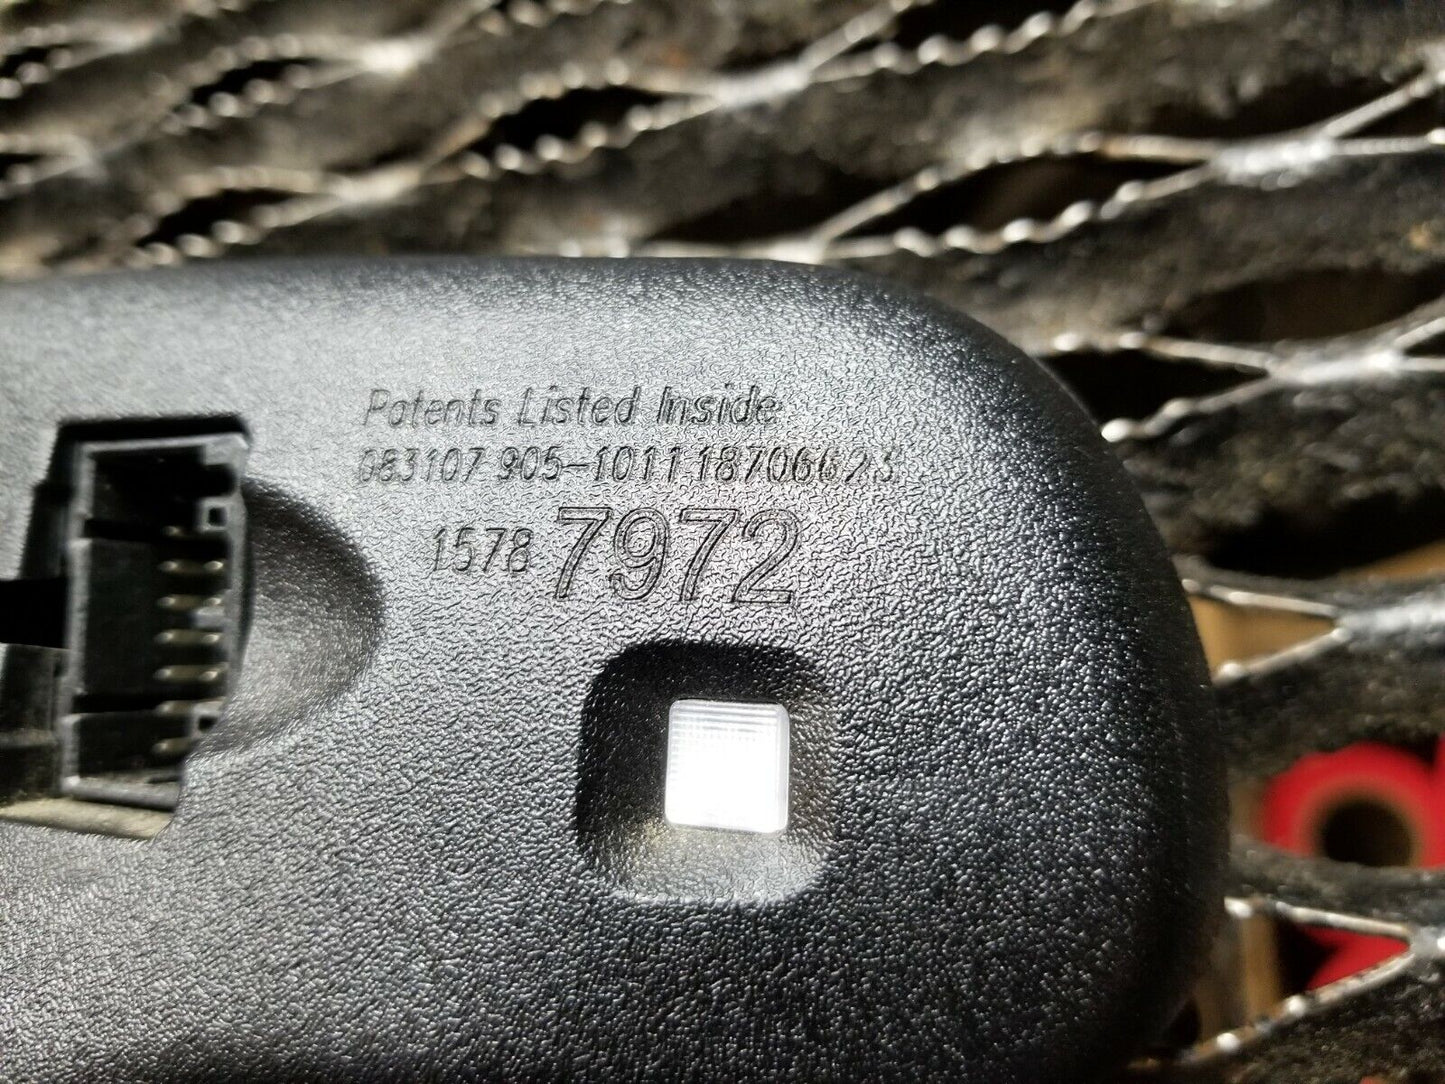 Patents Listed Inside
083107 905-1011 18706623
1578 7972